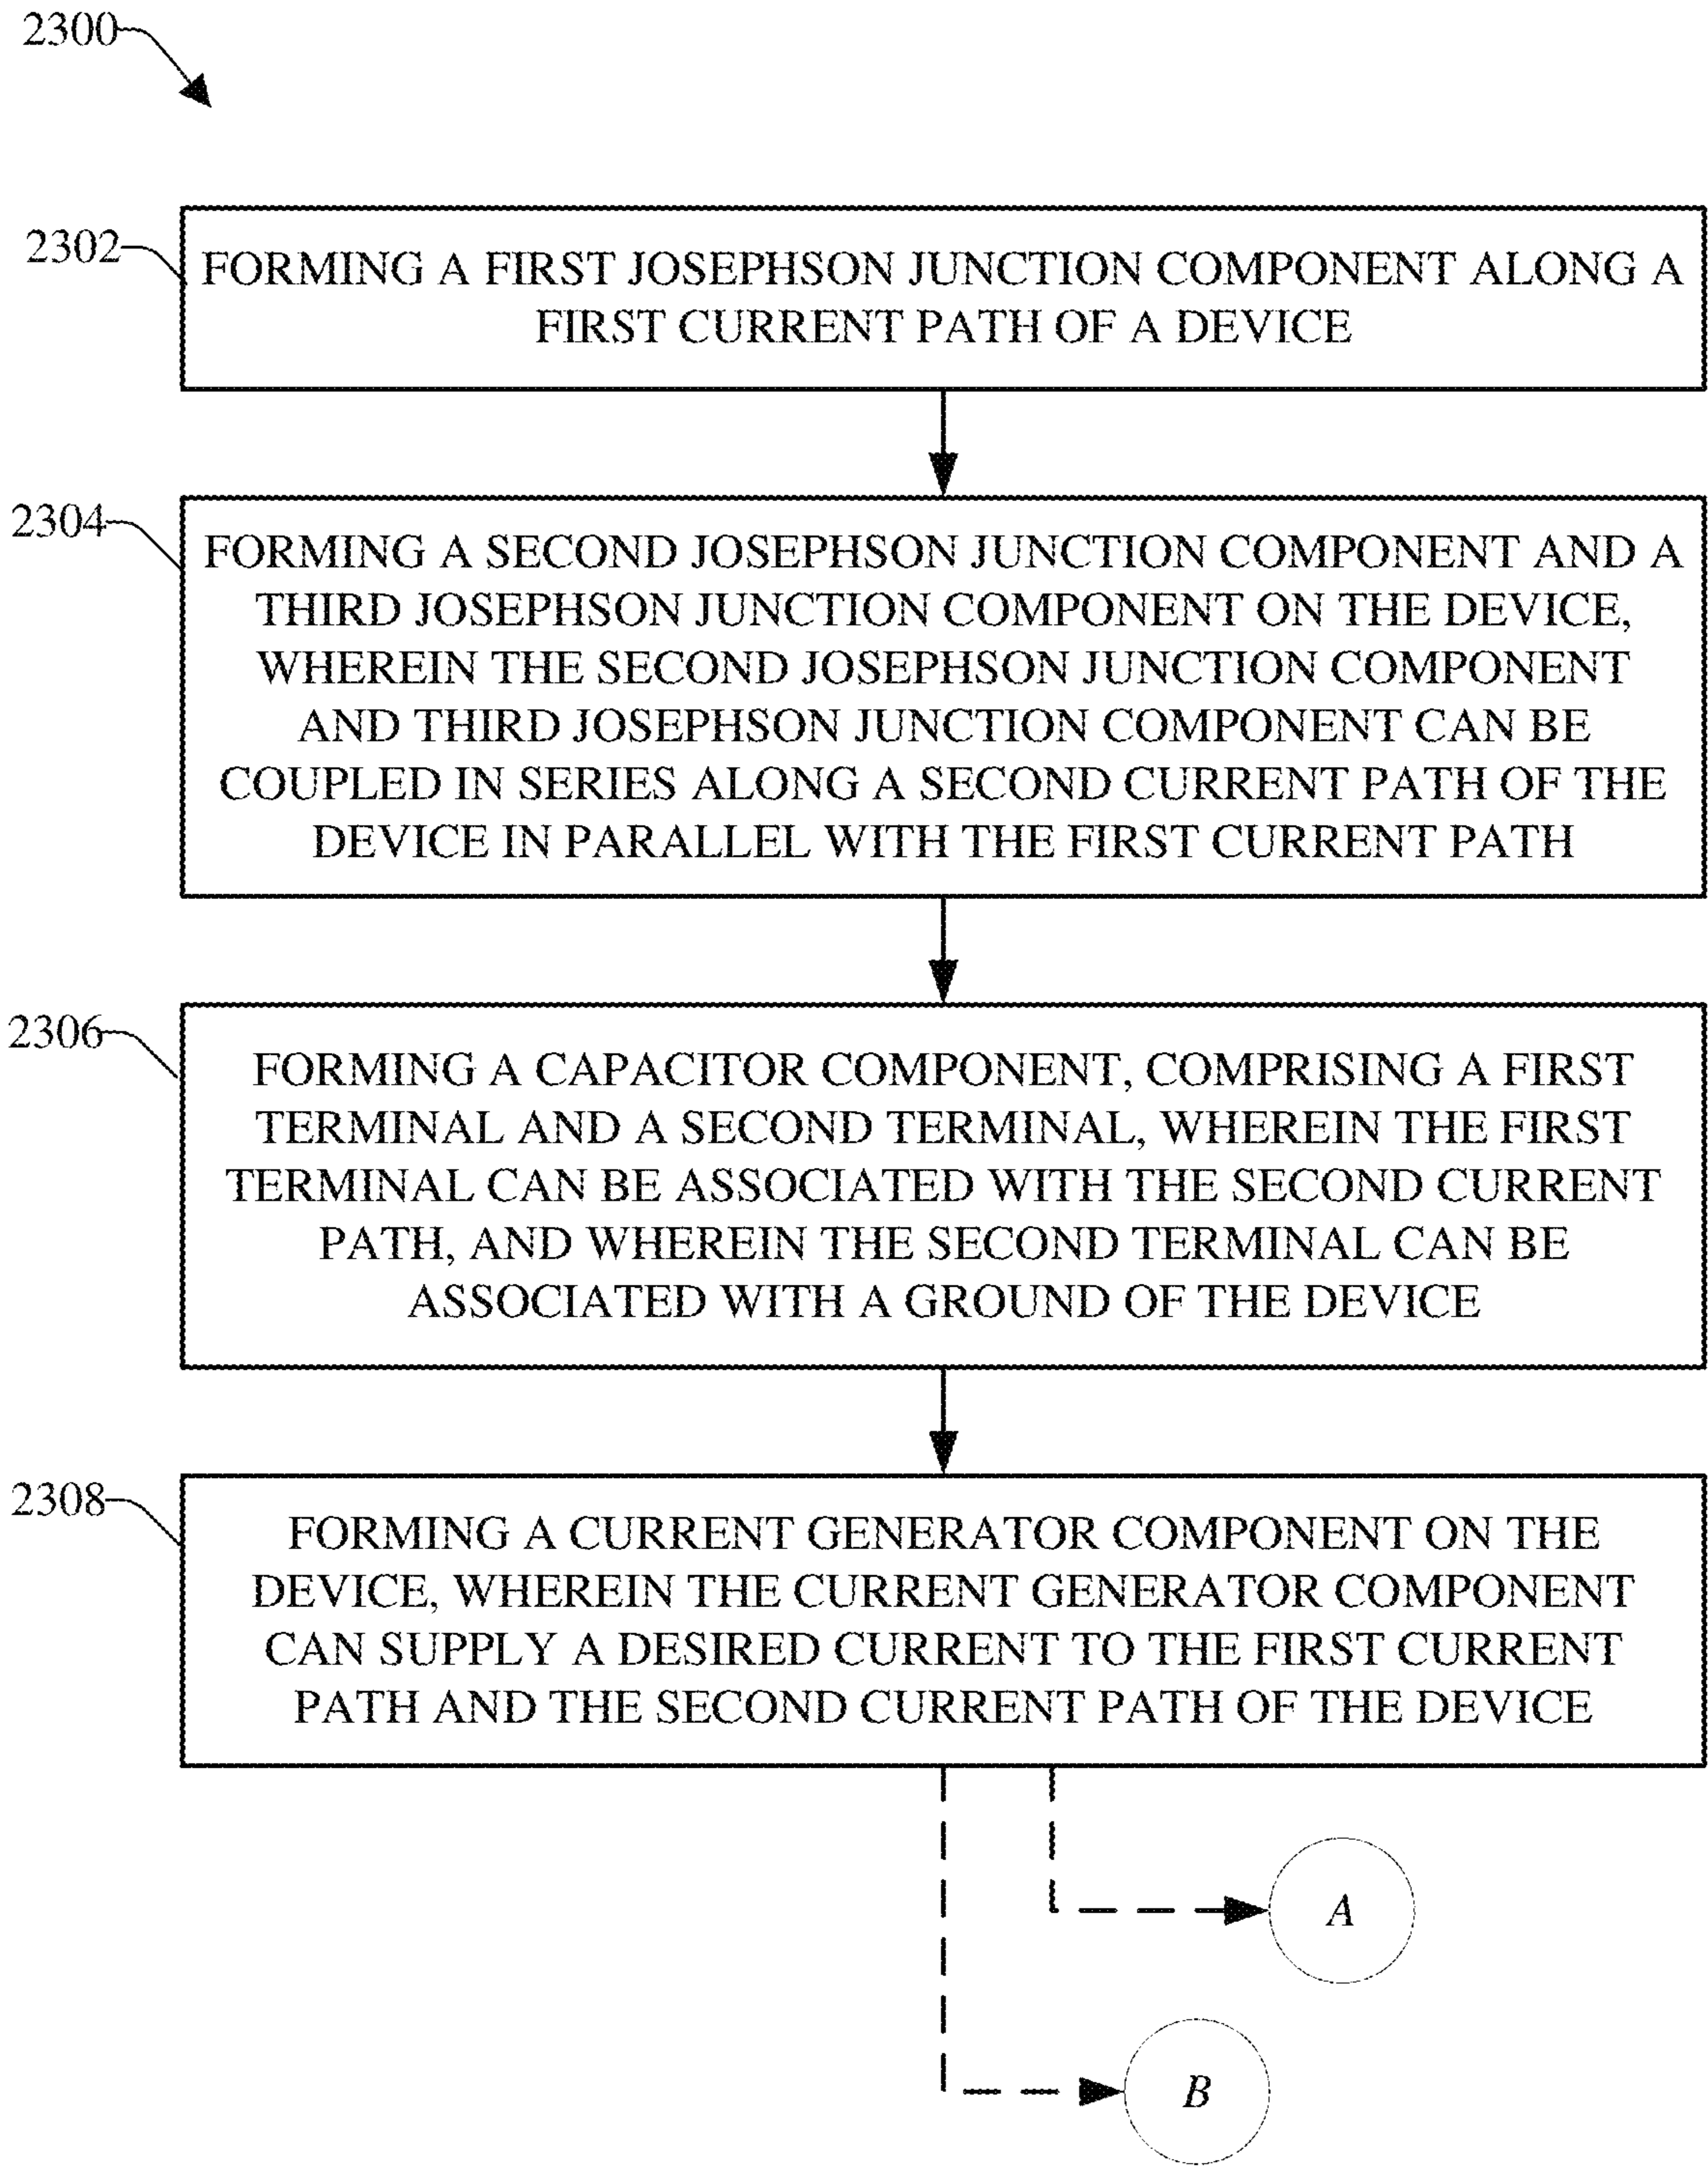 2300
2302
FORMING A FIRST JOSEPHSON JUNCTION COMPONENT ALONG A
FIRST CURRENT PATH OF A DEVICE
2304
FORMING A SECOND JOSEPHSON JUNCTION COMPONENT AND A
THIRD JOSEPHSON JUNCTION COMPONENT ON THE DEVICE,
WHEREIN THE SECOND JOSEPHSON JUNCTION COMPONENT
AND THIRD JOSEPHSON JUNCTION COMPONENT CAN BE
COUPLED IN SERIES ALONG A SECOND CURRENT PATH OF THE
DEVICE IN PARALLEL WITH THE FIRST CURRENT PATH
2306
FORMING A CAPACITOR COMPONENT, COMPRISING A FIRST
TERMINAL AND A SECOND TERMINAL, WHEREIN THE FIRST
TERMINAL CAN BE ASSOCIATED WITH THE SECOND CURRENT
PATH, AND WHEREIN THE SECOND TERMINAL CAN BE
ASSOCIATED WITH A GROUND OF THE DEVICE
2308
FORMING A CURRENT GENERATOR COMPONENT ON THE
DEVICE, WHEREIN THE CURRENT GENERATOR COMPONENT
CAN SUPPLY A DESIRED CURRENT TO THE FIRST CURRENT
PATH AND THE SECOND CURRENT PATH OF THE DEVICE
A
B